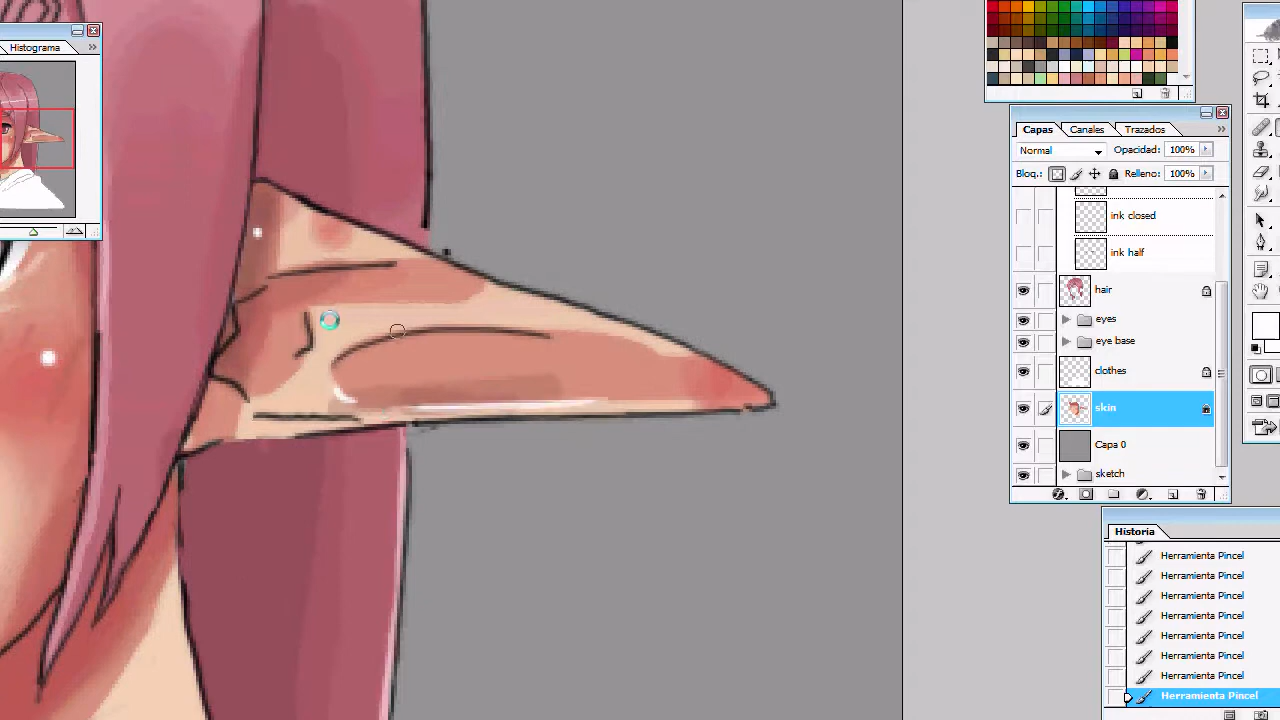 Histograma
Capas Canales Trazados
Normal Opacidad: 100%
Bloq.: Relleno: 100%
ink closed
ink half
hair
eyes
eye base
clothes
skin
Capa 0
sketch
Historia
Herramienta Pincel
Herramienta Pincel
Herramienta Pincel
Herramienta Pincel
Herramienta Pincel
Herramienta Pincel
Herramienta Pincel
Herramienta Pincel